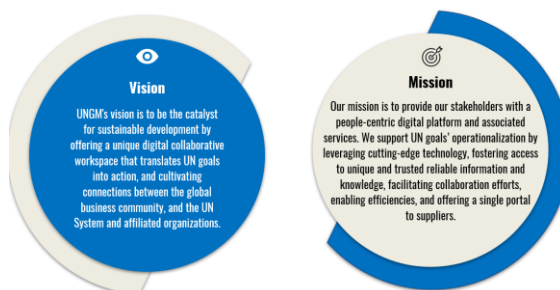 Vision
UNGM's vision is to be the catalyst
for sustainable development by
offering a unique digital collaborative
workspace that translates UN goals
into action, and cultivating
connections between the global
business community, and the UN
System and affiliated organizations.
Mission
Our mission is to provide our stakeholders with a
people-centric digital platform and associated
services. We support UN goals' operationalization by
leveraging cutting-edge technology, fostering access
to unique and trusted reliable information and
knowledge, facilitating collaboration efforts,
enabling efficiencies, and offering a single portal
to suppliers.